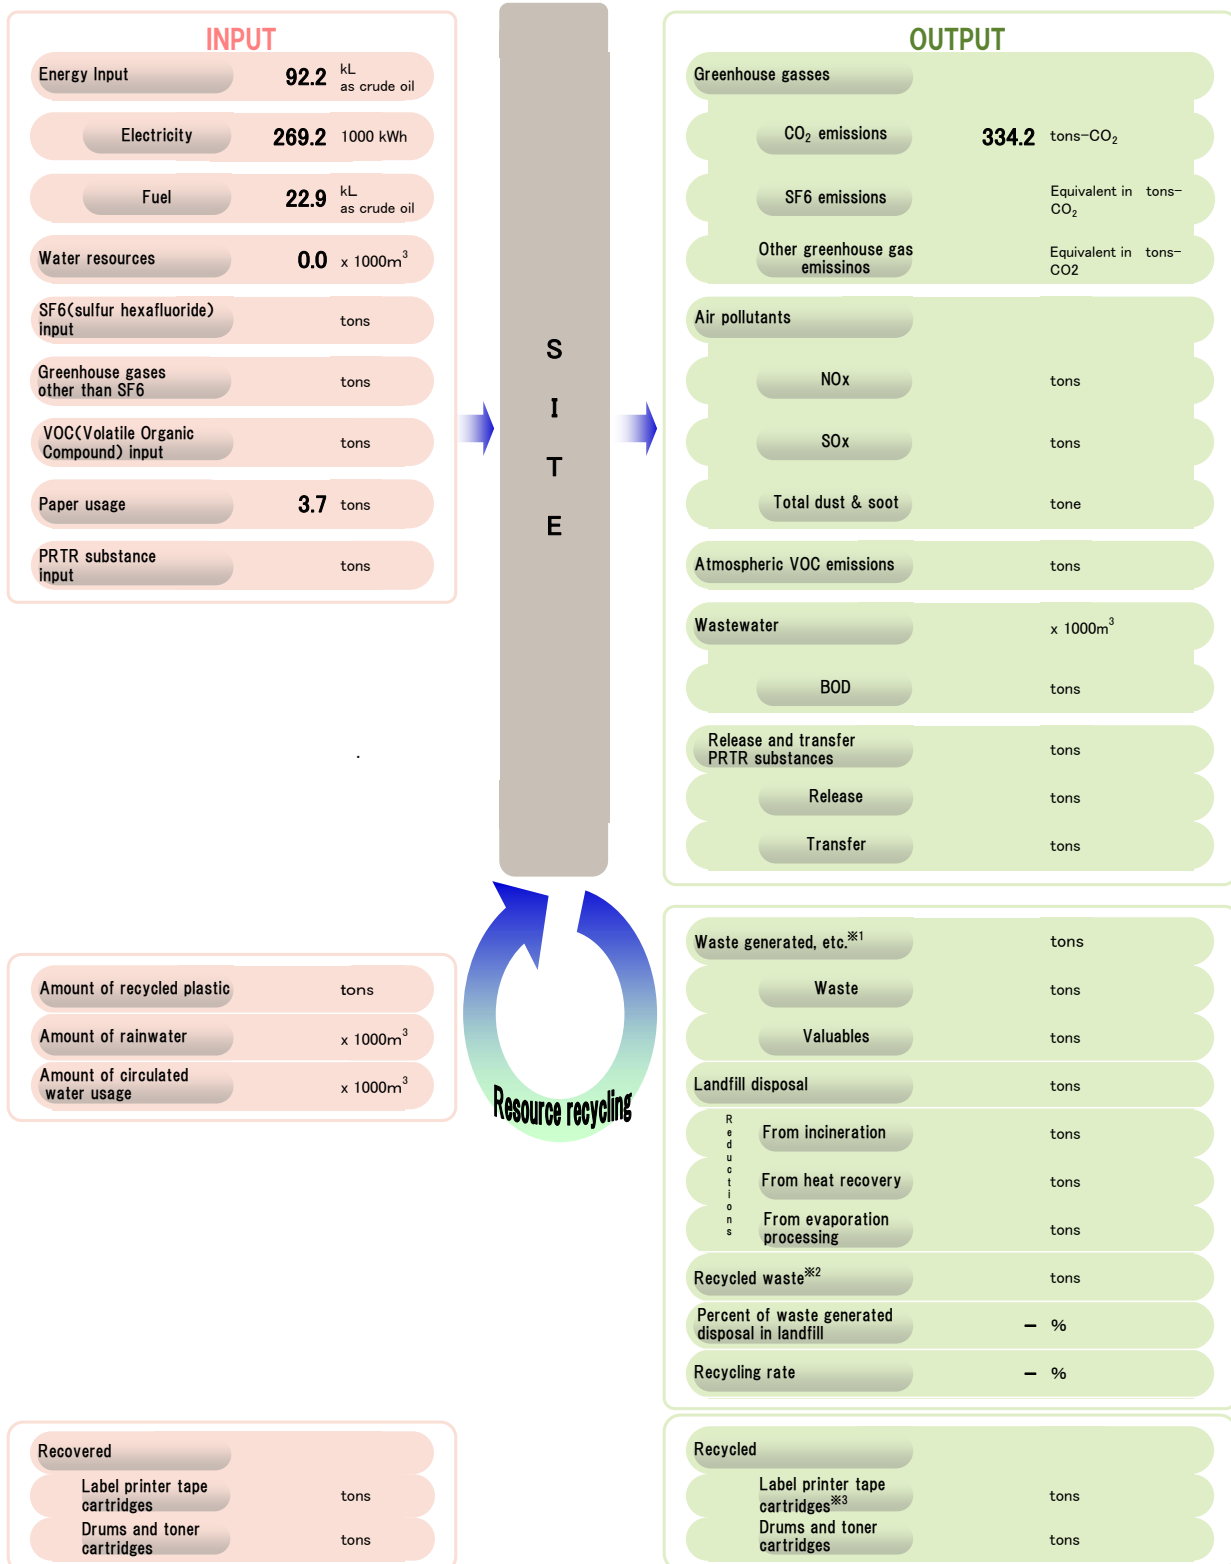 INPUT
Energy Input 92.2 kL
as crude oil
Electricity 269.2 1000 kWh
Fuel 22.9 kL
as crude oil
Water resources 0.0 x 1000m³
SF6(sulfur hexafluoride)
input tons
Greenhouse gases
other than SF6 tons
VOC(Volatile Organic
Compound) input tons
Paper usage 3.7 tons
PRTR substance
input tons
S
I
T
E
OUTPUT
Greenhouse gasses
CO₂ emissions 334.2 tons-CO₂
SF6 emissions Equivalent in tons-
CO₂
Other greenhouse gas
emissinos Equivalent in tons-
CO2
Air pollutants
NOx tons
SOx tons
Total dust & soot tone
Atmospheric VOC emissions tons
Wastewater x 1000m³
BOD tons
Release and transfer
PRTR substances tons
Release tons
Transfer tons
Amount of recycled plastic tons
Amount of rainwater x 1000m³
Amount of circulated
water usage x 1000m³
Resource recycling
Waste generated, etc.※1 tons
Waste tons
Valuables tons
Landfill disposal tons
Reductions
From incineration tons
From heat recovery tons
From evaporation
processing tons
Recycled waste※2 tons
Percent of waste generated
disposal in landfill – %
Recycling rate – %
Recovered
Label printer tape
cartridges tons
Drums and toner
cartridges tons
Recycled
Label printer tape
cartridges※3 tons
Drums and toner
cartridges tons